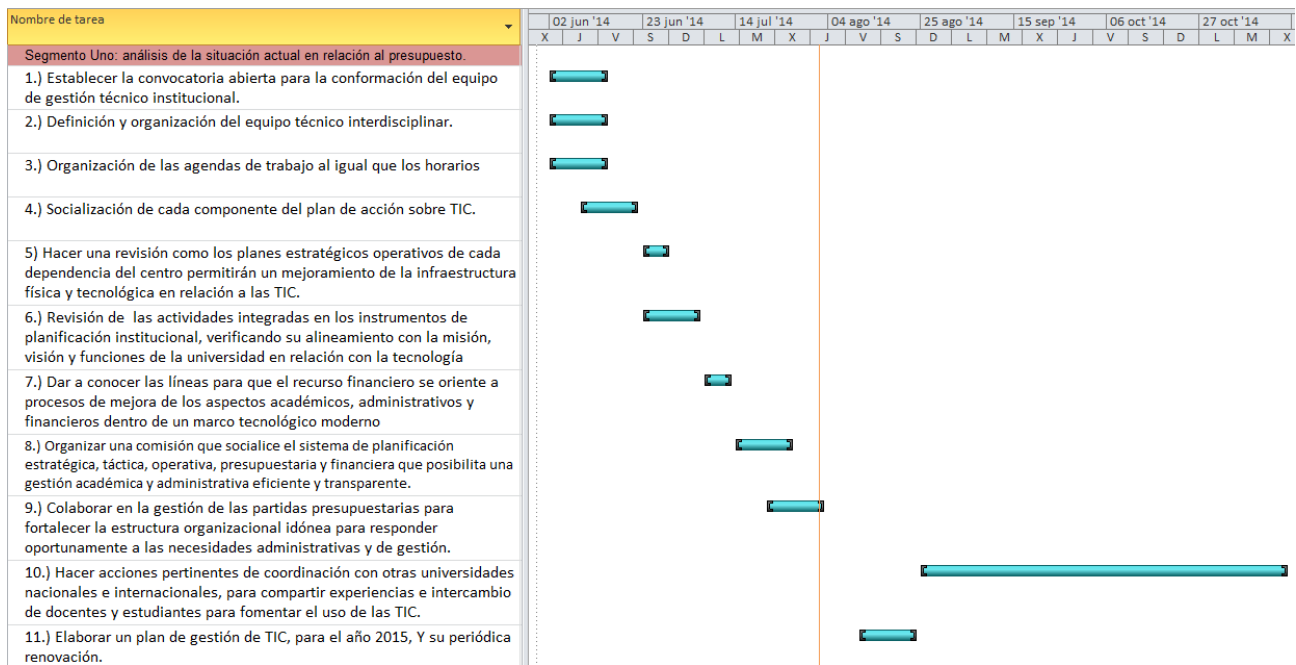 Nombre de tarea
02 jun '14 23 jun '14 14 jul '14 04 ago '14 25 ago '14 15 sep '14 06 oct '14 27 oct '14
X J V S D L M X J V S D L M X J V S D L M X
Segmento Uno: análisis de la situación actual en relación al presupuesto.
1.) Establecer la convocatoria abierta para la conformación del equipo
de gestión técnico institucional.
2.) Definición y organización del equipo técnico interdisciplinar.
3.) Organización de las agendas de trabajo al igual que los horarios
4.) Socialización de cada componente del plan de acción sobre TIC.
5) Hacer una revisión como los planes estratégicos operativos de cada
dependencia del centro permitirán un mejoramiento de la infraestructura
física y tecnológica en relación a las TIC.
6.) Revisión de las actividades integradas en los instrumentos de
planificación institucional, verificando su alineamiento con la misión,
visión y funciones de la universidad en relación con la tecnología
7.) Dar a conocer las líneas para que el recurso financiero se oriente a
procesos de mejora de los aspectos académicos, administrativos y
financieros dentro de un marco tecnológico moderno
8.) Organizar una comisión que socialice el sistema de planificación
estratégica, táctica, operativa, presupuestaria y financiera que posibilita una
gestión académica y administrativa eficiente y transparente.
9.) Colaborar en la gestión de las partidas presupuestarias para
fortalecer la estructura organizacional idónea para responder
oportunamente a las necesidades administrativas y de gestión.
10.) Hacer acciones pertinentes de coordinación con otras universidades
nacionales e internacionales, para compartir experiencias e intercambio
de docentes y estudiantes para fomentar el uso de las TIC.
11.) Elaborar un plan de gestión de TIC, para el año 2015, Y su periódica
renovación.